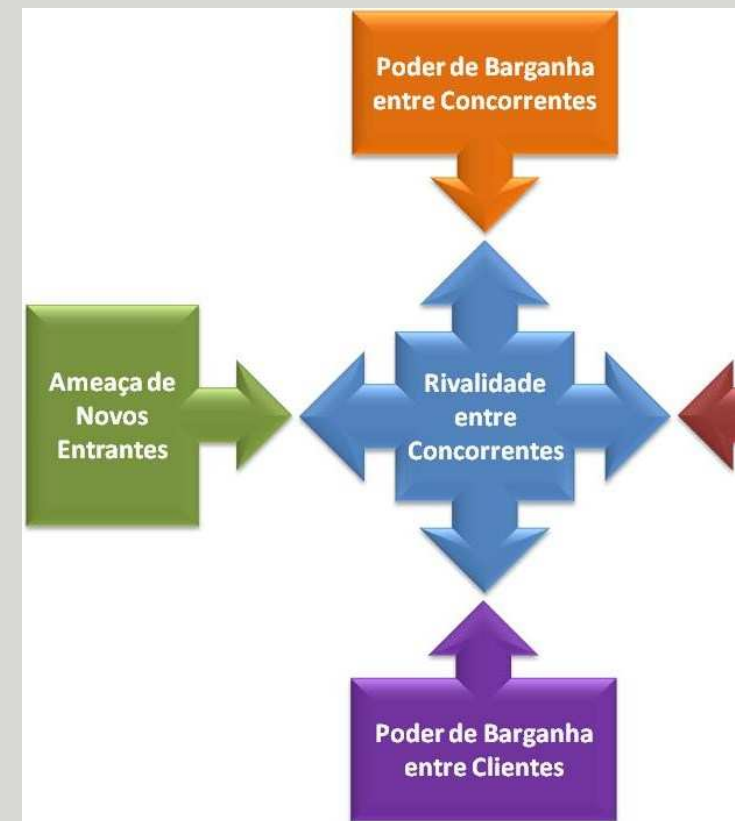 Poder de Barganha
entre Concorrentes
Ameaça de
Novos
Entrantes
Rivalidade
entre
Concorrentes
Poder de Barganha
entre Clientes